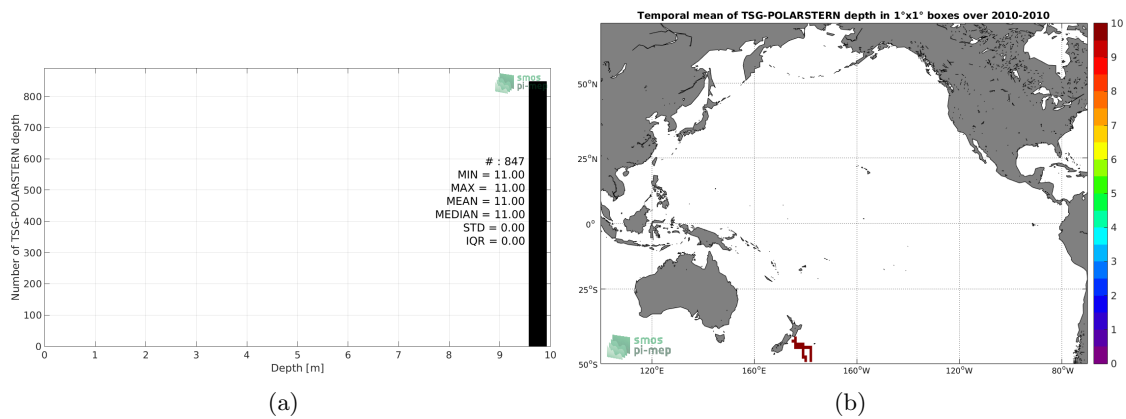 Number of TSG-POLARSTERN depth
800
700
600
500
400
300
200
100
0
smos
pi-mep
# : 847
MIN = 11.00
MAX = 11.00
MEAN = 11.00
MEDIAN = 11.00
STD = 0.00
IQR = 0.00
0 1 2 3 4 5 6 7 8 9 10
Depth [m]
(a)
Temporal mean of TSG-POLARSTERN depth in 1°x1° boxes over 2010-2010
50°N
25°N
0°
25°S
50°S
smos
pi-mep
120°E 160°E 160°W 120°W 80°W
10
9
8
7
6
5
4
3
2
1
0
(b)